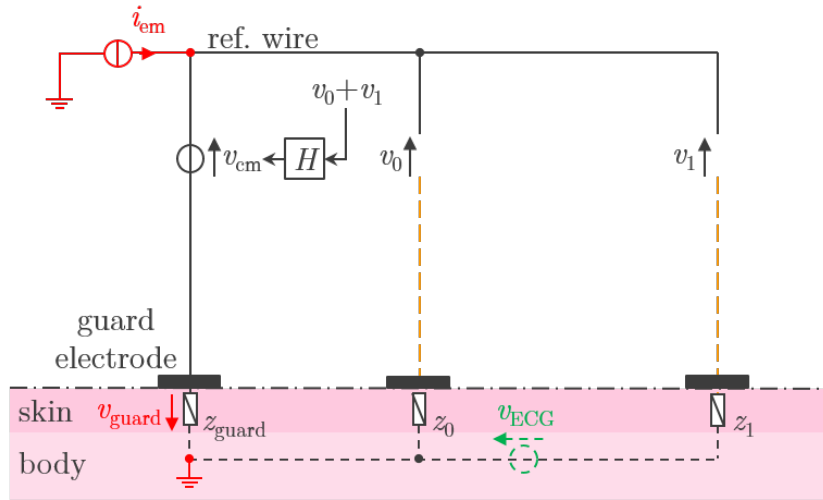 i_em
ref. wire
v_0+v_1
v_cm
H
v_0
v_1
guard
electrode
skin
v_guard
z_guard
z_0
v_ECG
z_1
body